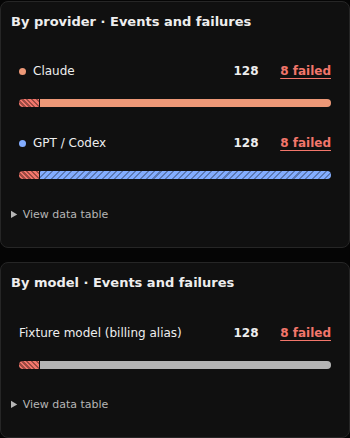 By provider · Events and failures
Claude 128 8 failed
GPT / Codex 128 8 failed
View data table
By model · Events and failures
Fixture model (billing alias) 128 8 failed
View data table